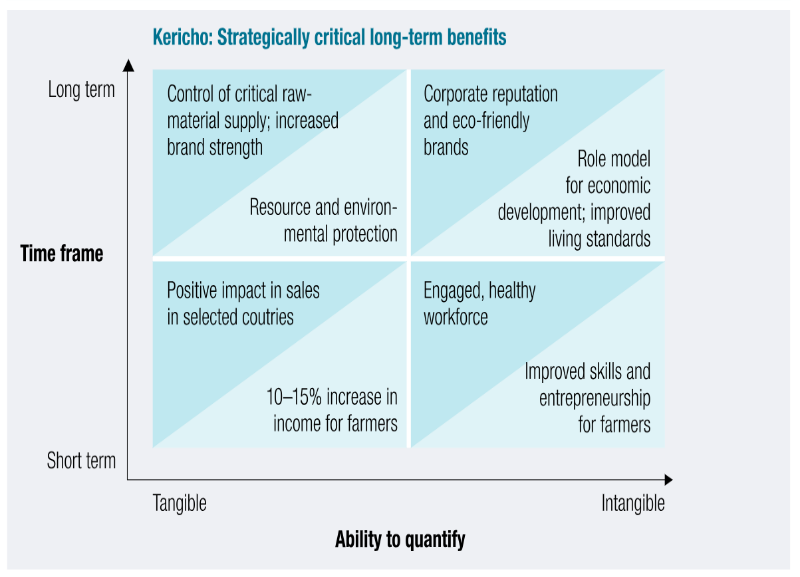 Kericho: Strategically critical long-term benefits
Long term
Control of critical raw-
material supply; increased
brand strength
Resource and environ-
mental protection
Corporate reputation
and eco-friendly
brands
Role model
for economic
development; improved
living standards
Time frame
Positive impact in sales
in selected coutries
10–15% increase in
income for farmers
Engaged, healthy
workforce
Improved skills and
entrepreneurship
for farmers
Short term
Tangible
Intangible
Ability to quantify